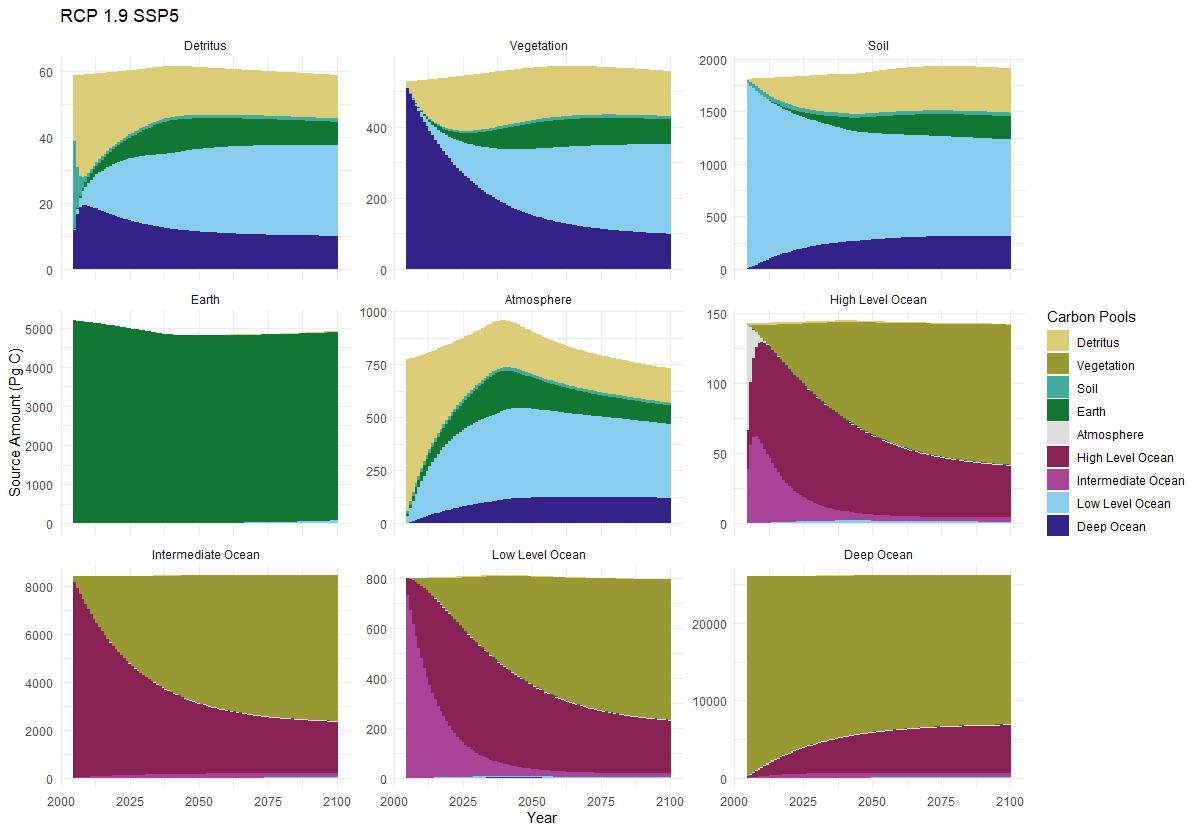 RCP 1.9 SSP5
Detritus
Vegetation
Soil
60
40
20
0
400
200
0
2000
1500
1000
500
0
Earth
Atmosphere
High Level Ocean
5000
4000
3000
2000
1000
0
1000
750
500
250
0
150
100
50
0
Source Amount (Pg C)
Carbon Pools
Detritus
Vegetation
Soil
Earth
Atmosphere
High Level Ocean
Intermediate Ocean
Low Level Ocean
Deep Ocean
Intermediate Ocean
Low Level Ocean
Deep Ocean
8000
6000
4000
2000
0
800
600
400
200
0
20000
10000
0
2000 2025 2050 2075 2100
2000 2025 2050 2075 2100
2000 2025 2050 2075 2100
Year